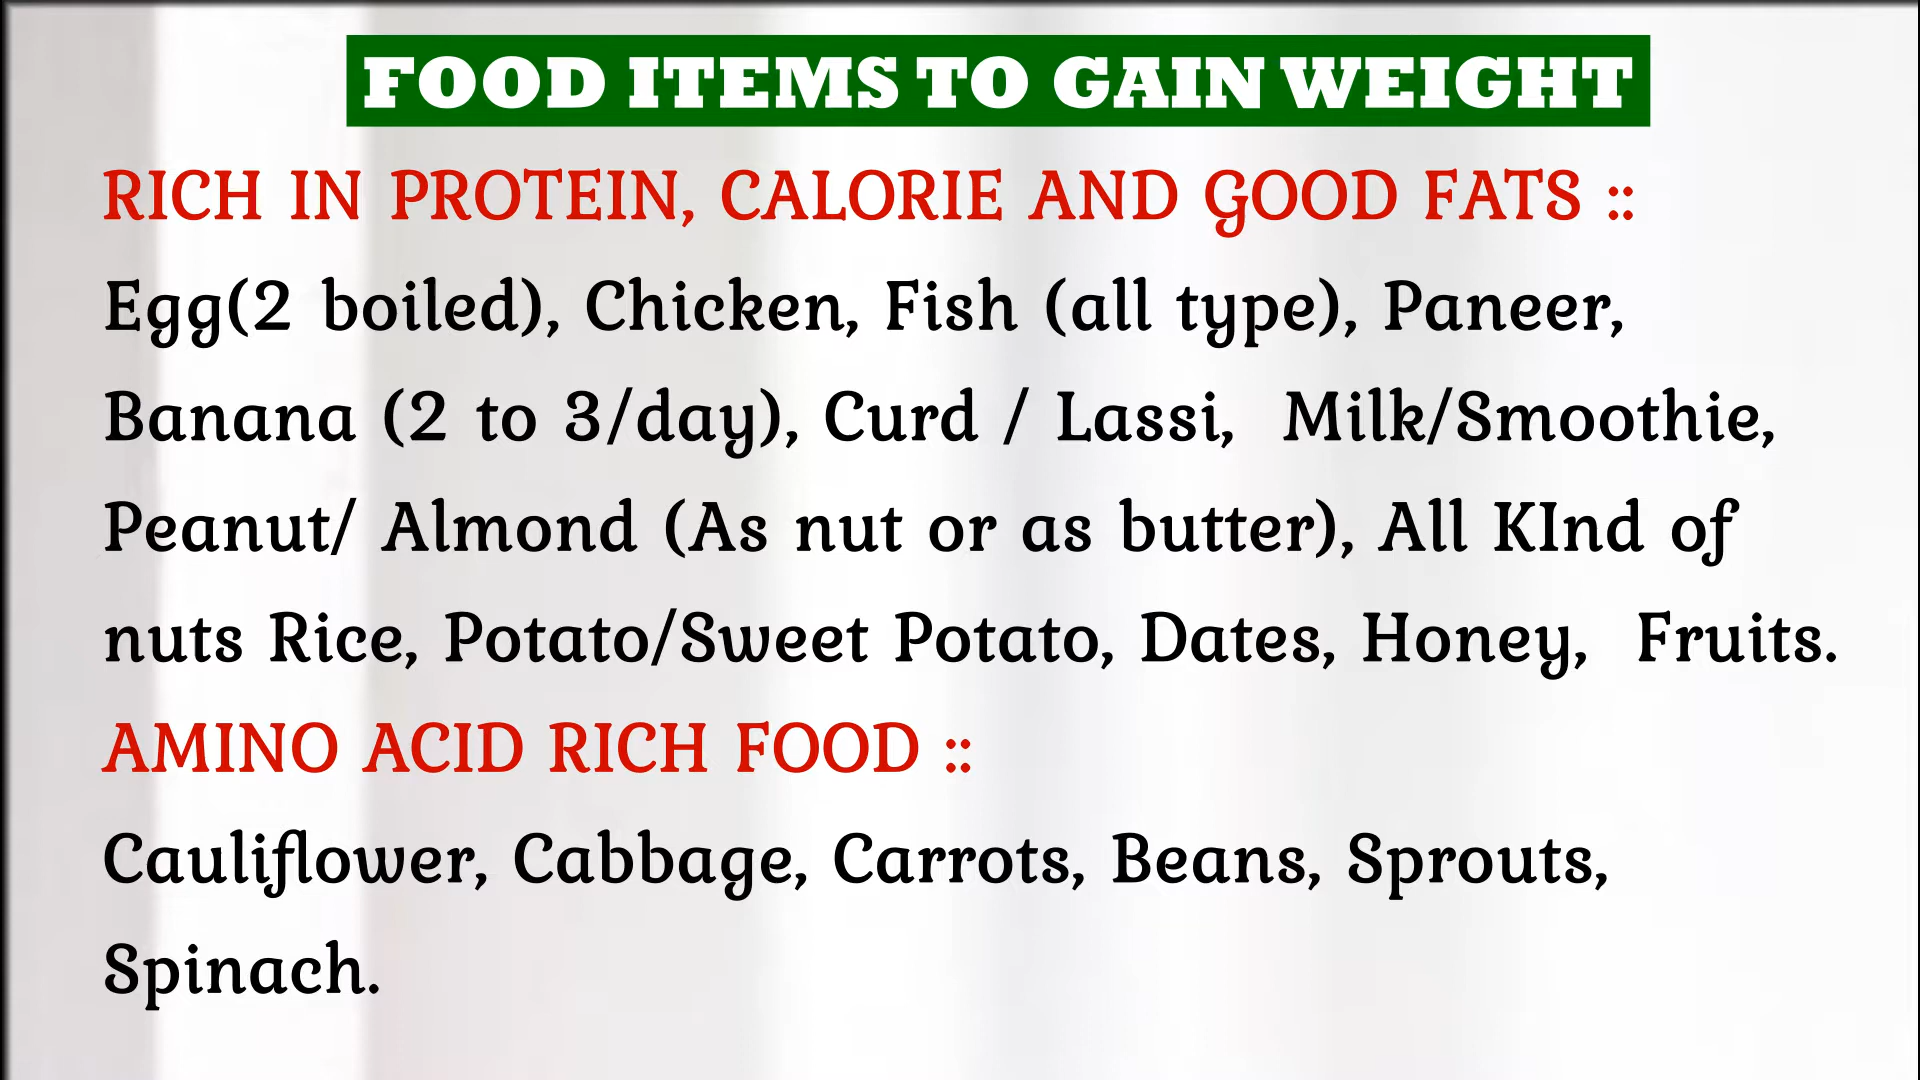 FOOD ITEMS TO GAIN WEIGHT
RICH IN PROTEIN, CALORIE AND GOOD FATS ::
Egg(2 boiled), Chicken, Fish (all type), Paneer,
Banana (2 to 3/day), Curd / Lassi,  Milk/Smoothie,
Peanut/ Almond (As nut or as butter), All KInd of
nuts Rice, Potato/Sweet Potato, Dates, Honey,  Fruits.
AMINO ACID RICH FOOD ::
Cauliflower, Cabbage, Carrots, Beans, Sprouts,
Spinach.